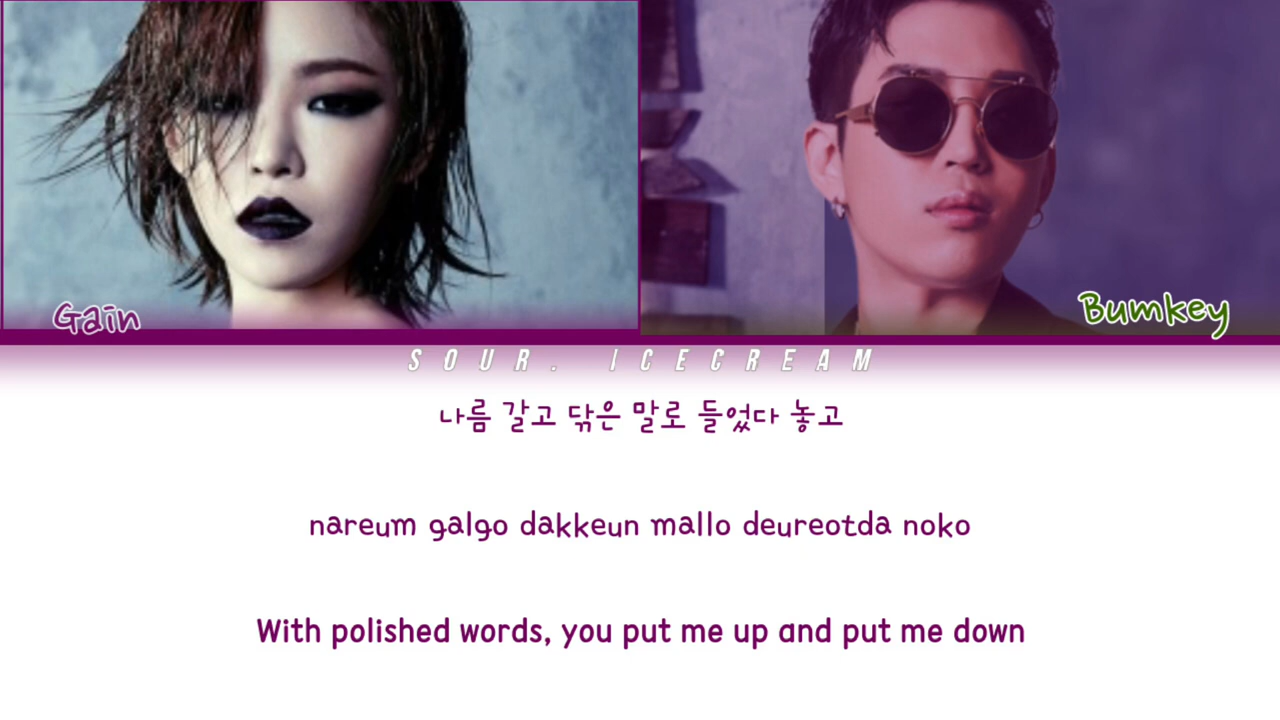 Gain
Bumkey
SOUR. ICECREAM
나름 갈고 닦은 말로 들었다 놓고
nareum galgo dakkeun mallo deureotda noko
With polished words, you put me up and put me down